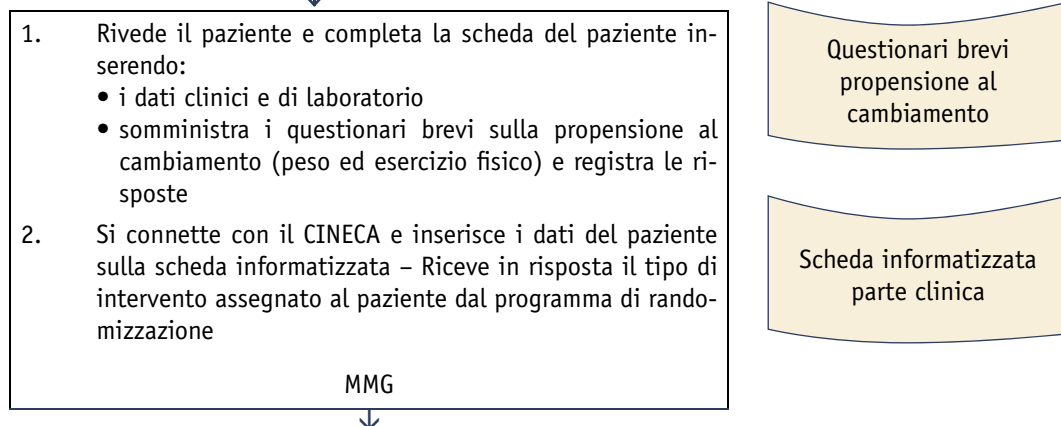 1. Rivede il paziente e completa la scheda del paziente in-
serendo:
• i dati clinici e di laboratorio
• somministra i questionari brevi sulla propensione al
cambiamento (peso ed esercizio fisico) e registra le ri-
sposte
2. Si connette con il CINECA e inserisce i dati del paziente
sulla scheda informatizzata – Riceve in risposta il tipo di
intervento assegnato al paziente dal programma di rando-
mizzazione
MMG
Questionari brevi
propensione al
cambiamento
Scheda informatizzata
parte clinica